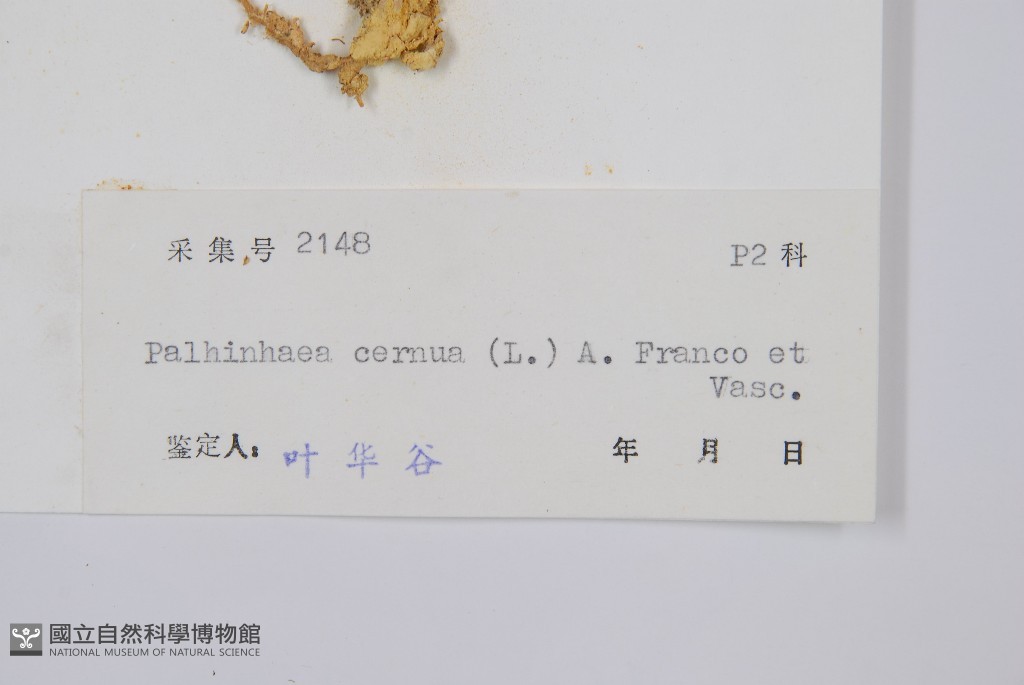 采集号 2148 P2 科
Palhinhaea cernua (L.) A. Franco et
Vasc.
鉴定人: 叶华谷 年 月 日
國立自然科學博物館
NATIONAL MUSEUM OF NATURAL SCIENCE